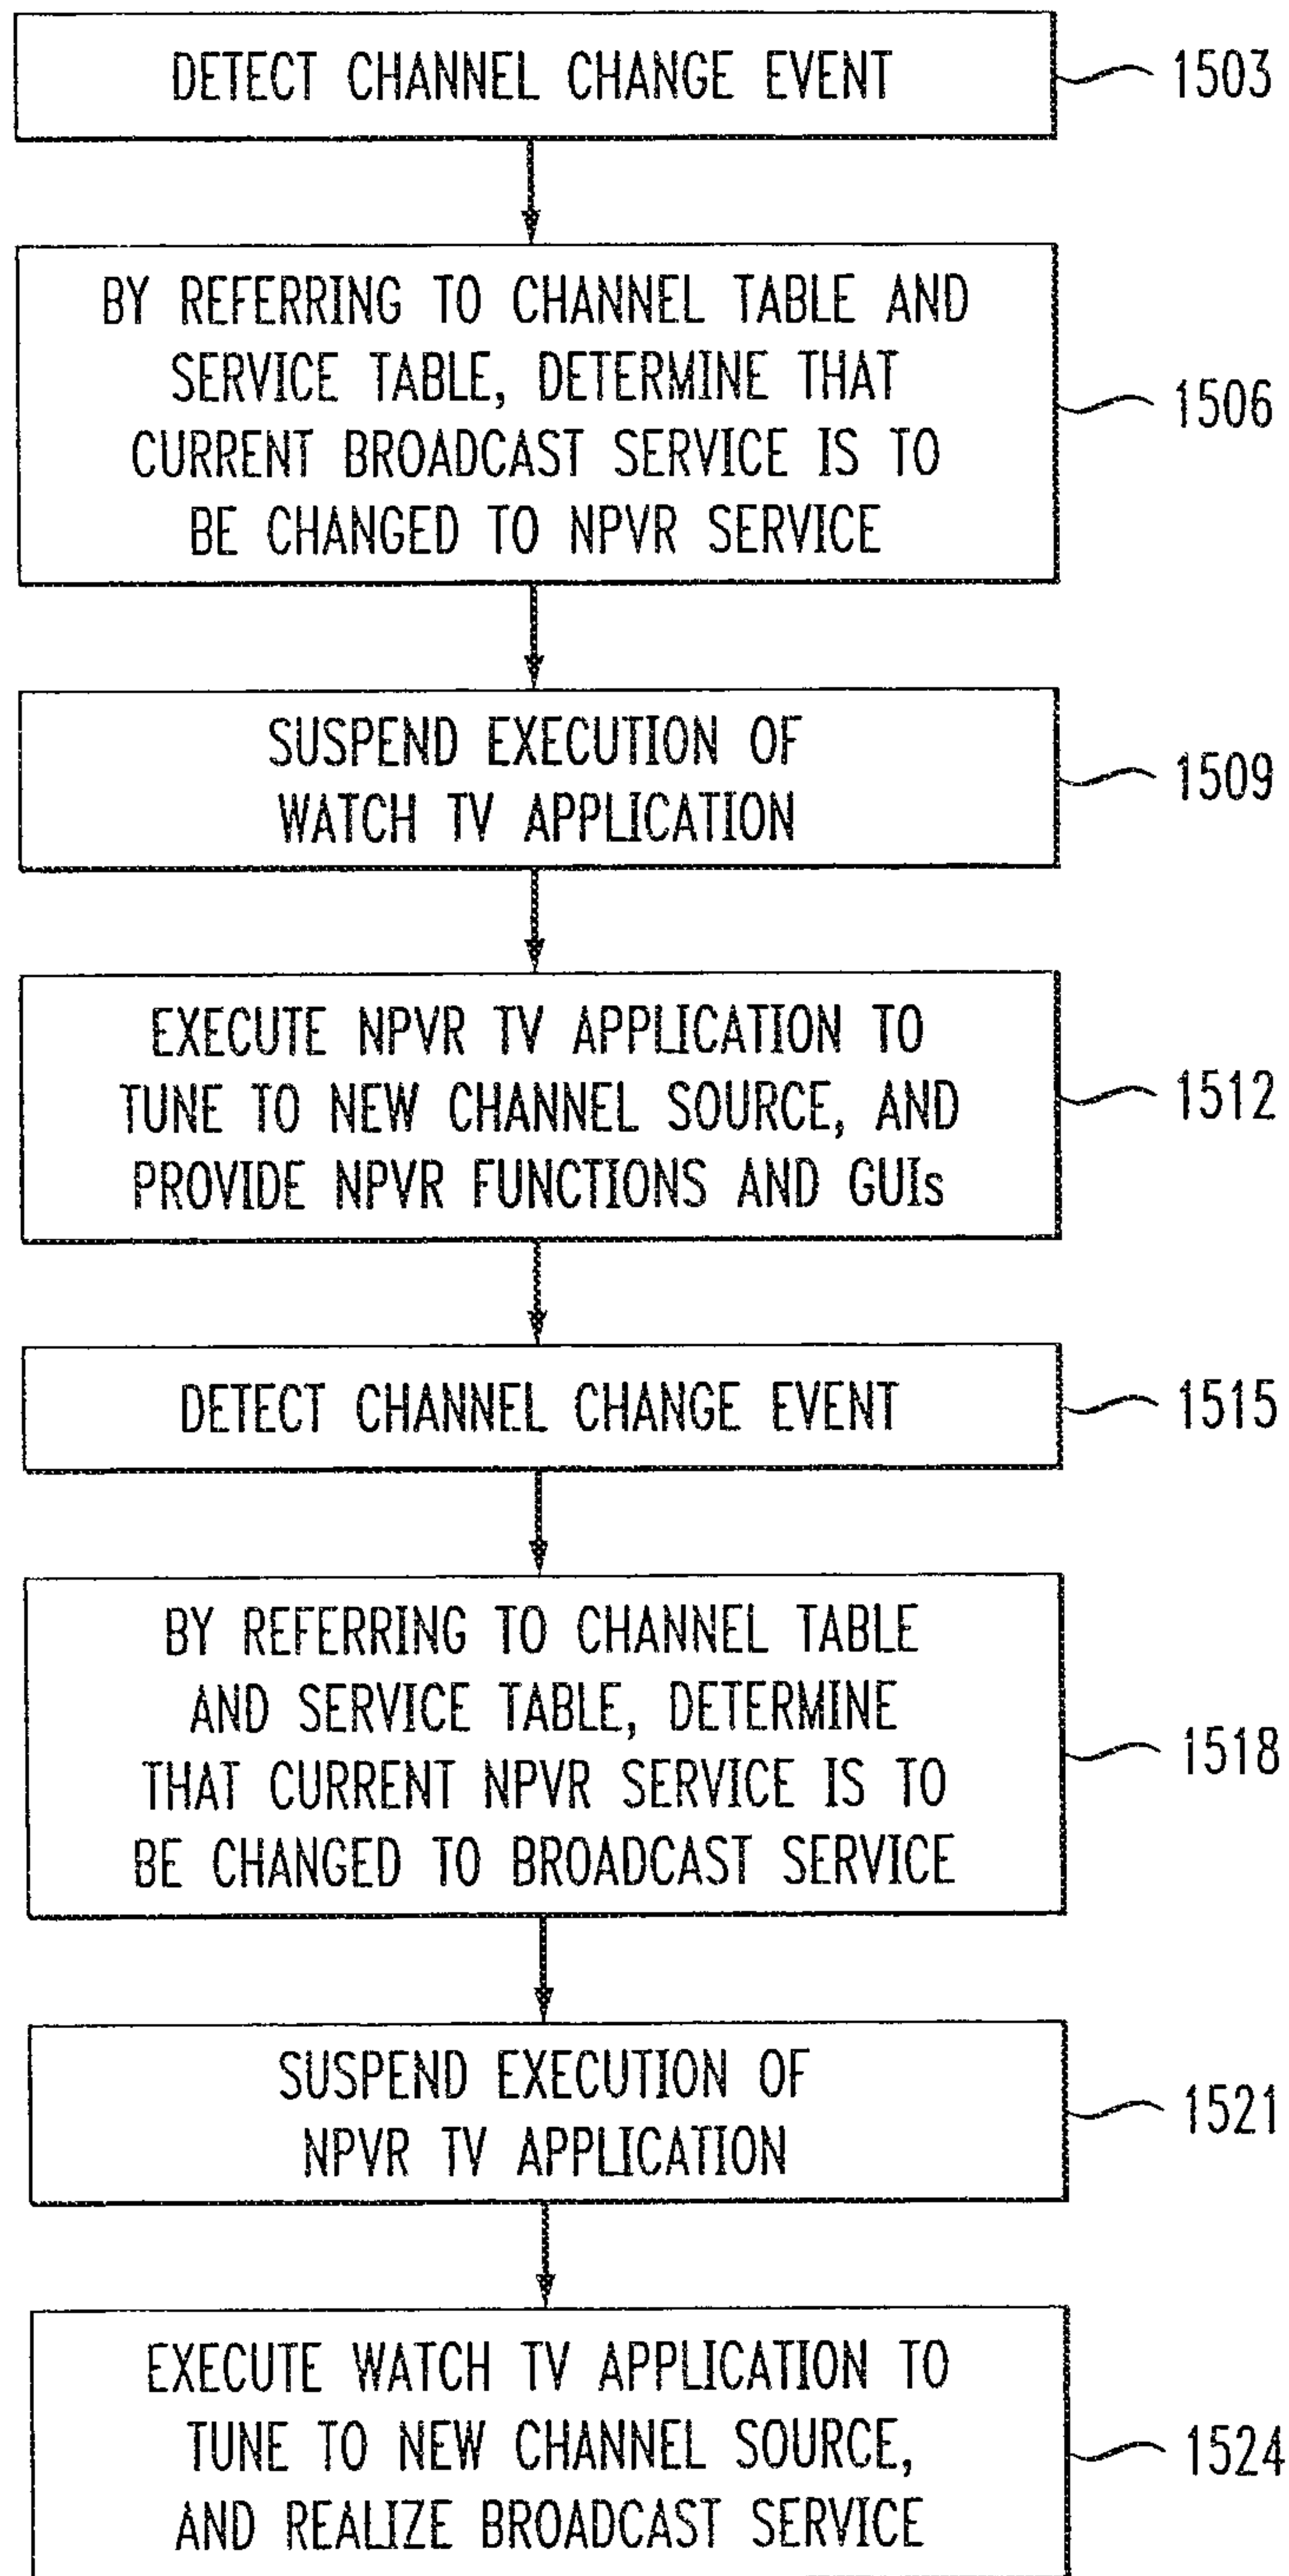 DETECT CHANNEL CHANGE EVENT
1503
BY REFERRING TO CHANNEL TABLE AND
SERVICE TABLE, DETERMINE THAT
CURRENT BROADCAST SERVICE IS TO
BE CHANGED TO NPVR SERVICE
1506
SUSPEND EXECUTION OF
WATCH TV APPLICATION
1509
EXECUTE NPVR TV APPLICATION TO
TUNE TO NEW CHANNEL SOURCE, AND
PROVIDE NPVR FUNCTIONS AND GUIs
1512
DETECT CHANNEL CHANGE EVENT
1515
BY REFERRING TO CHANNEL TABLE
AND SERVICE TABLE, DETERMINE
THAT CURRENT NPVR SERVICE IS TO
BE CHANGED TO BROADCAST SERVICE
1518
SUSPEND EXECUTION OF
NPVR TV APPLICATION
1521
EXECUTE WATCH TV APPLICATION TO
TUNE TO NEW CHANNEL SOURCE,
AND REALIZE BROADCAST SERVICE
1524